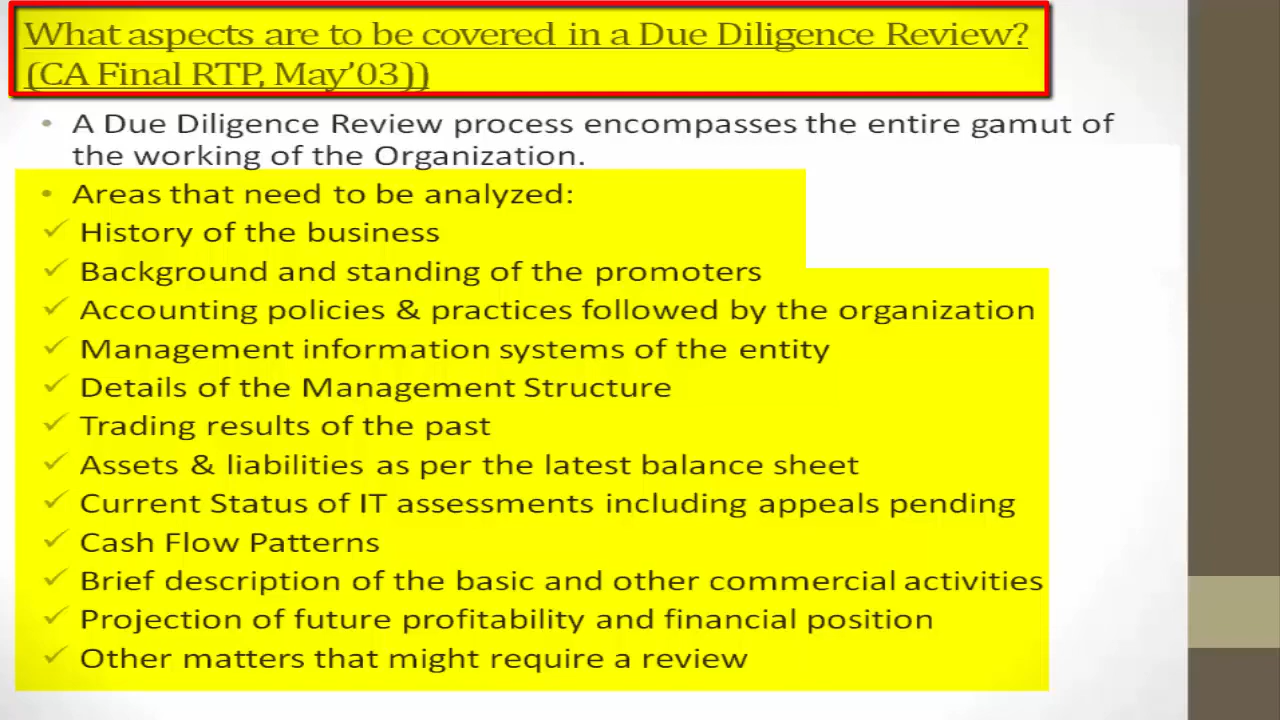 What aspects are to be covered in a Due Diligence Review?
(CA Final RTP, May'03))
• A Due Diligence Review process encompasses the entire gamut of
the working of the Organization.
• Areas that need to be analyzed:
✓ History of the business
✓ Background and standing of the promoters
✓ Accounting policies & practices followed by the organization
✓ Management information systems of the entity
✓ Details of the Management Structure
✓ Trading results of the past
✓ Assets & liabilities as per the latest balance sheet
✓ Current Status of IT assessments including appeals pending
✓ Cash Flow Patterns
✓ Brief description of the basic and other commercial activities
✓ Projection of future profitability and financial position
✓ Other matters that might require a review